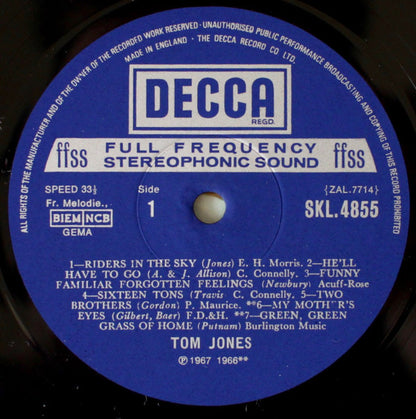 ALL RIGHTS OF THE MANUFACTURER AND OF THE OWNER OF THE RECORDED WORK RESERVED · UNAUTHORISED PUBLIC PERFORMANCE BROADCASTING AND COPYING OF THIS RECORD PROHIBITED
MADE IN ENGLAND · THE DECCA RECORD CO LTD.
DECCA
REGD.
ffss FULL FREQUENCY ffss
STEREOPHONIC SOUND
SPEED 33⅓ Side {ZAL.7714}
Fr. Melodie., 1 SKL.4855
BIEM NCB
GEMA
1—RIDERS IN THE SKY (Jones) E. H. Morris. 2—HE'LL
HAVE TO GO (A. & J. Allison) C. Connelly. 3—FUNNY
FAMILIAR FORGOTTEN FEELINGS (Newbury) Acuff-Rose
4—SIXTEEN TONS (Travis C. Connelly. 5—TWO
BROTHERS (Gordon) P. Maurice. **6—MY MOTH''R'S
EYES (Gilbert, Baer) F.D.&H. **7—GREEN, GREEN
GRASS OF HOME (Putnam) Burlington Music
TOM JONES
Ⓟ 1967 1966**